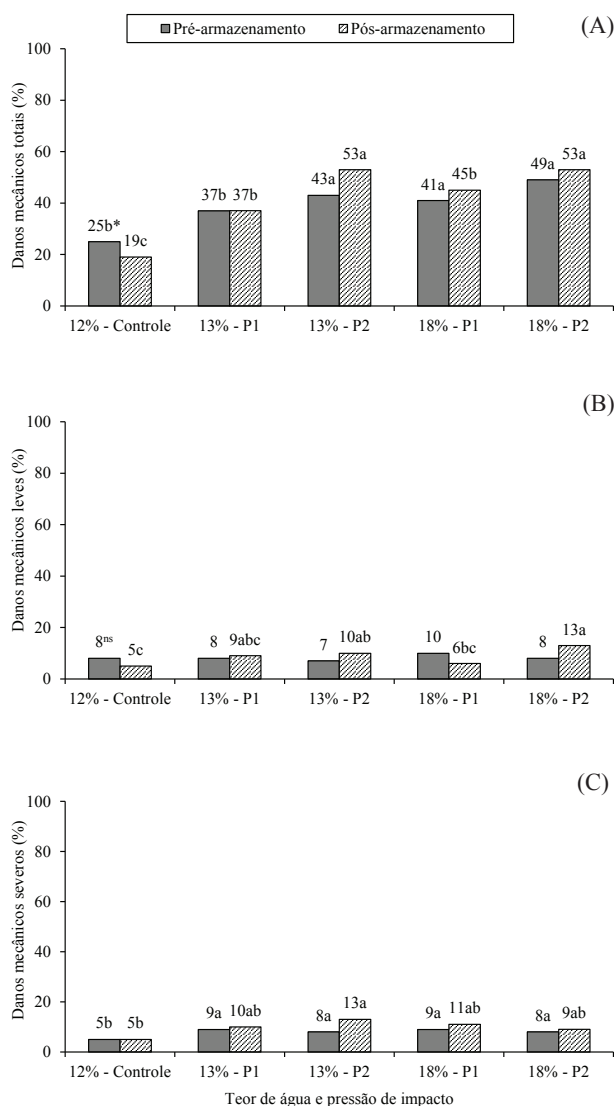 Pré-armazenamento Pós-armazenamento
(A)
Danos mecânicos totais (%)
100
80
60
40
20
0
25b* 19c 37b 37b 43a 53a 41a 45b 49a 53a
12% - Controle 13% - P1 13% - P2 18% - P1 18% - P2
(B)
Danos mecânicos leves (%)
100
80
60
40
20
0
8ns 5c 8 9abc 7 10ab 10 6bc 8 13a
12% - Controle 13% - P1 13% - P2 18% - P1 18% - P2
(C)
Danos mecânicos severos (%)
100
80
60
40
20
0
5b 5b 9a 10ab 8a 13a 9a 11ab 8a 9ab
12% - Controle 13% - P1 13% - P2 18% - P1 18% - P2
Teor de água e pressão de impacto